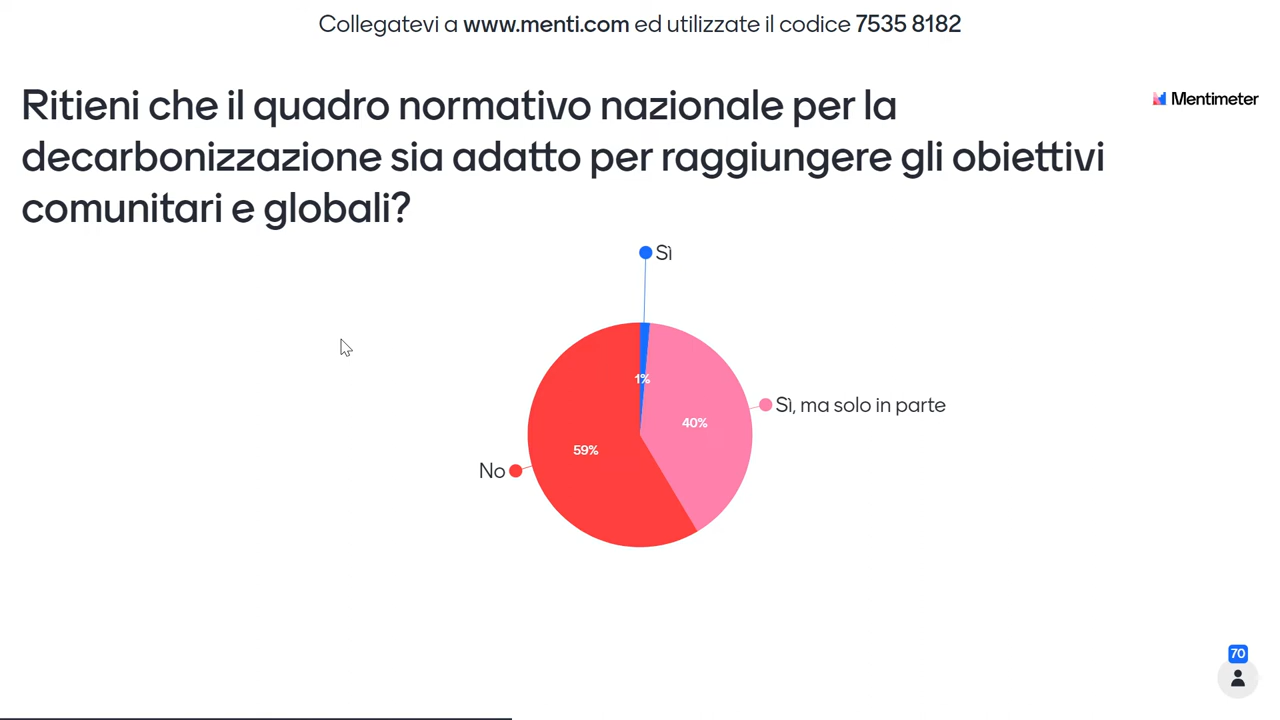 Collegatevi a www.menti.com ed utilizzate il codice 7535 8182
Ritieni che il quadro normativo nazionale per la
decarbonizzazione sia adatto per raggiungere gli obiettivi
comunitari e globali?
Mentimeter
Sì
1%
Sì, ma solo in parte
40%
59%
No
70